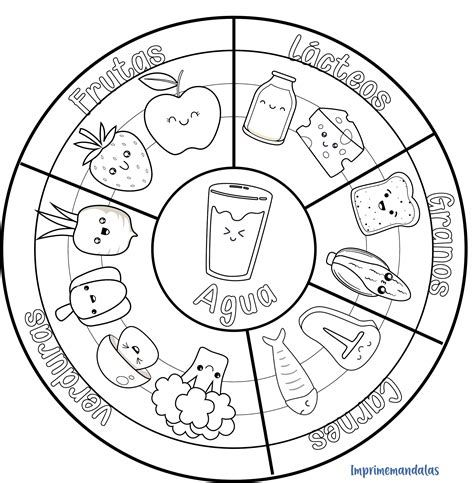 Frutas
Lácteos
Granos
Carnes
verduras
Agua
Imprimemandalas